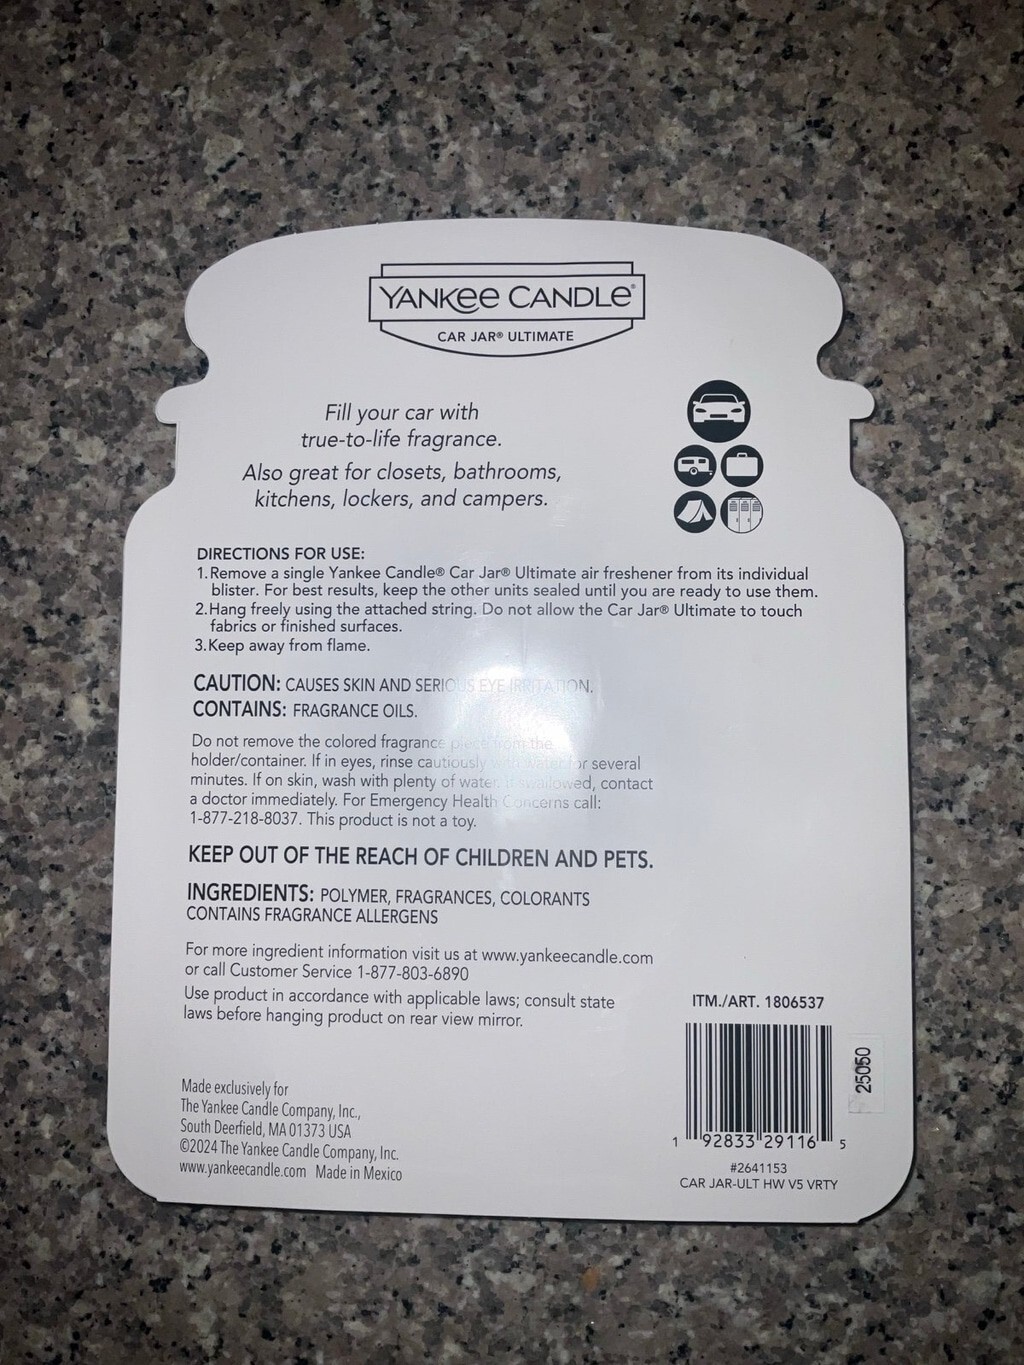 YANKEE CANDLE®
CAR JAR® ULTIMATE
Fill your car with
true-to-life fragrance.
Also great for closets, bathrooms,
kitchens, lockers, and campers.
DIRECTIONS FOR USE:
1. Remove a single Yankee Candle® Car Jar® Ultimate air freshener from its individual
blister. For best results, keep the other units sealed until you are ready to use them.
2. Hang freely using the attached string. Do not allow the Car Jar® Ultimate to touch
fabrics or finished surfaces.
3. Keep away from flame.
CAUTION: CAUSES SKIN AND SERIOUS EYE IRRITATION.
CONTAINS: FRAGRANCE OILS.
Do not remove the colored fragrance piece from the
holder/container. If in eyes, rinse cautiously with water for several
minutes. If on skin, wash with plenty of water. If swallowed, contact
a doctor immediately. For Emergency Health Concerns call:
1-877-218-8037. This product is not a toy.
KEEP OUT OF THE REACH OF CHILDREN AND PETS.
INGREDIENTS: POLYMER, FRAGRANCES, COLORANTS
CONTAINS FRAGRANCE ALLERGENS
For more ingredient information visit us at www.yankeecandle.com
or call Customer Service 1-877-803-6890
Use product in accordance with applicable laws; consult state
laws before hanging product on rear view mirror.
Made exclusively for
The Yankee Candle Company, Inc.,
South Deerfield, MA 01373 USA
©2024 The Yankee Candle Company, Inc.
www.yankeecandle.com Made in Mexico
ITM./ART. 1806537
25050
1 92833 29116 5
#2641153
CAR JAR-ULT HW V5 VRTY